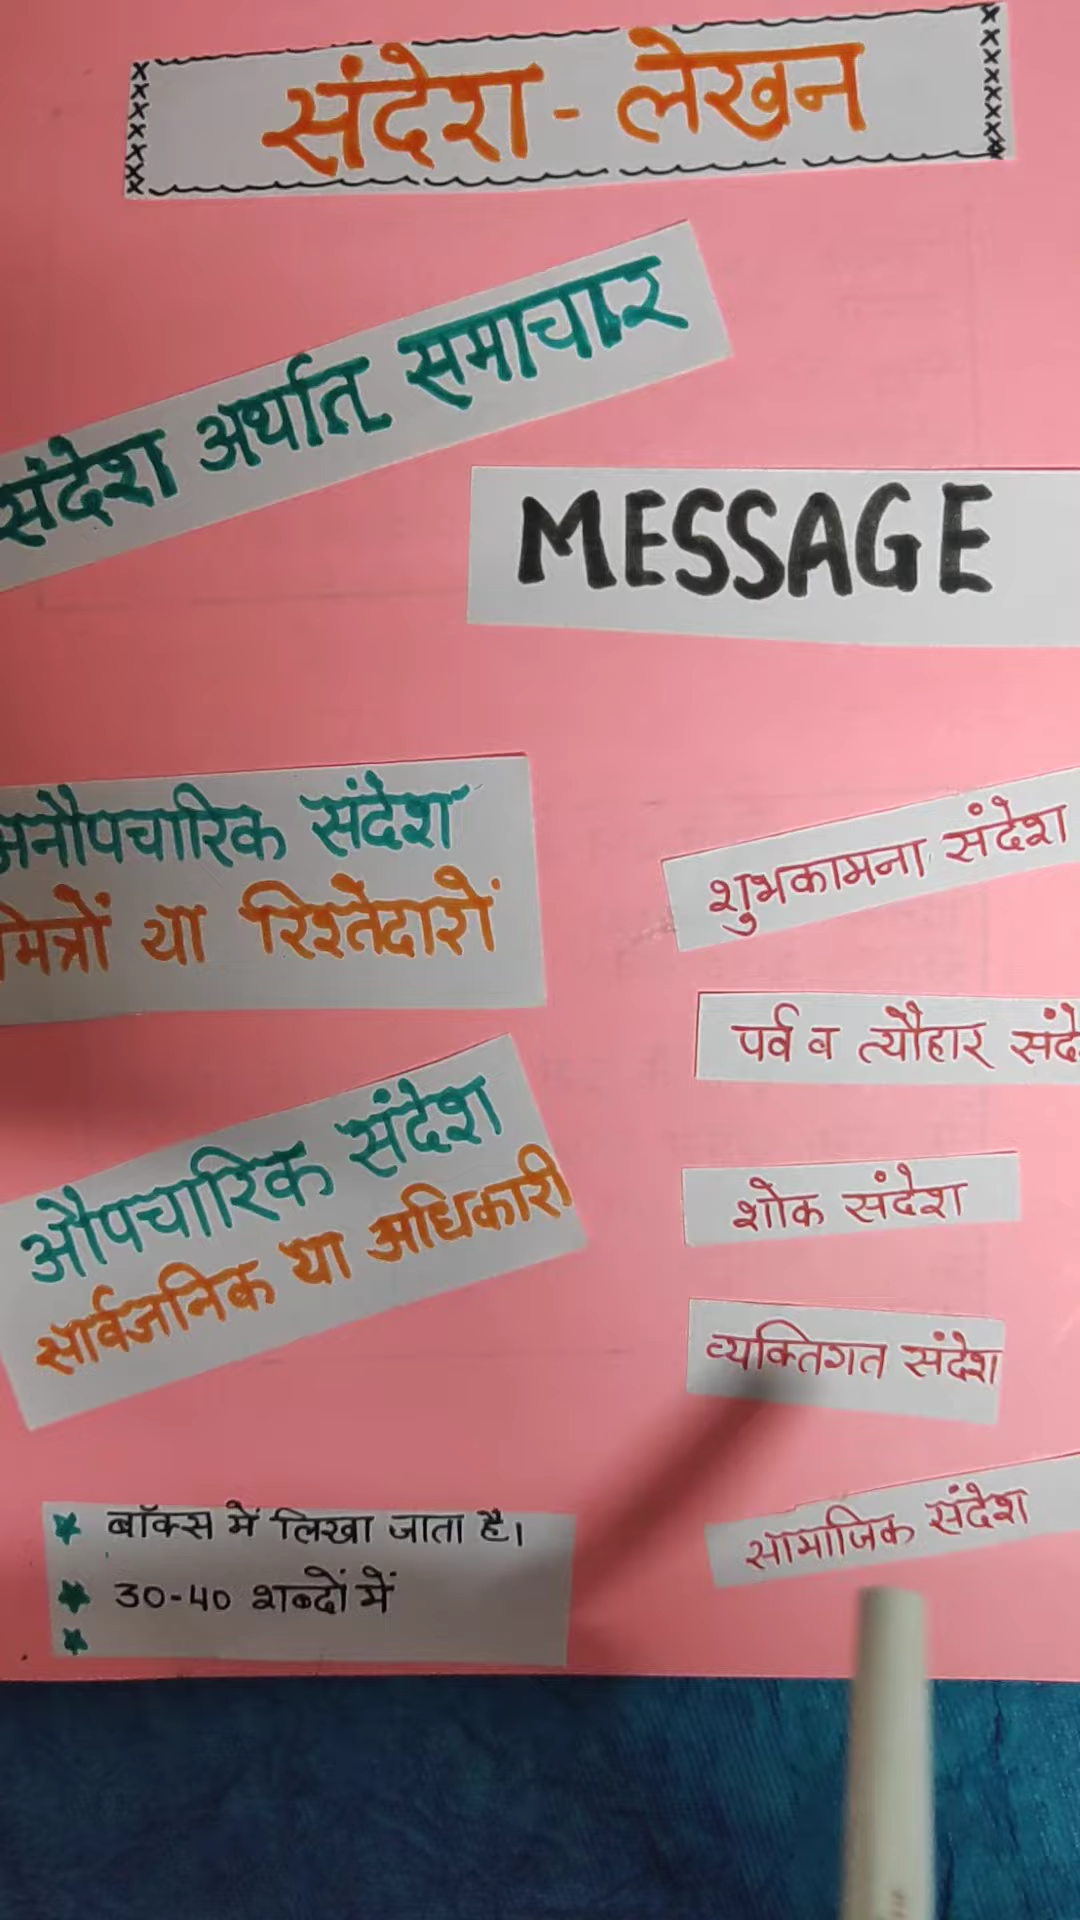 संदेश - लेखन
संदेश अर्थात् समाचार
MESSAGE
अनौपचारिक संदेश
मित्रों या रिश्तेदारों
औपचारिक संदेश
सार्वजनिक या अधिकारी
शुभकामना संदेश
पर्व व त्यौहार संदे
शोक संदेश
व्यक्तिगत संदेश
सामाजिक संदेश
बॉक्स में लिखा जाता है।
30-40 शब्दों में